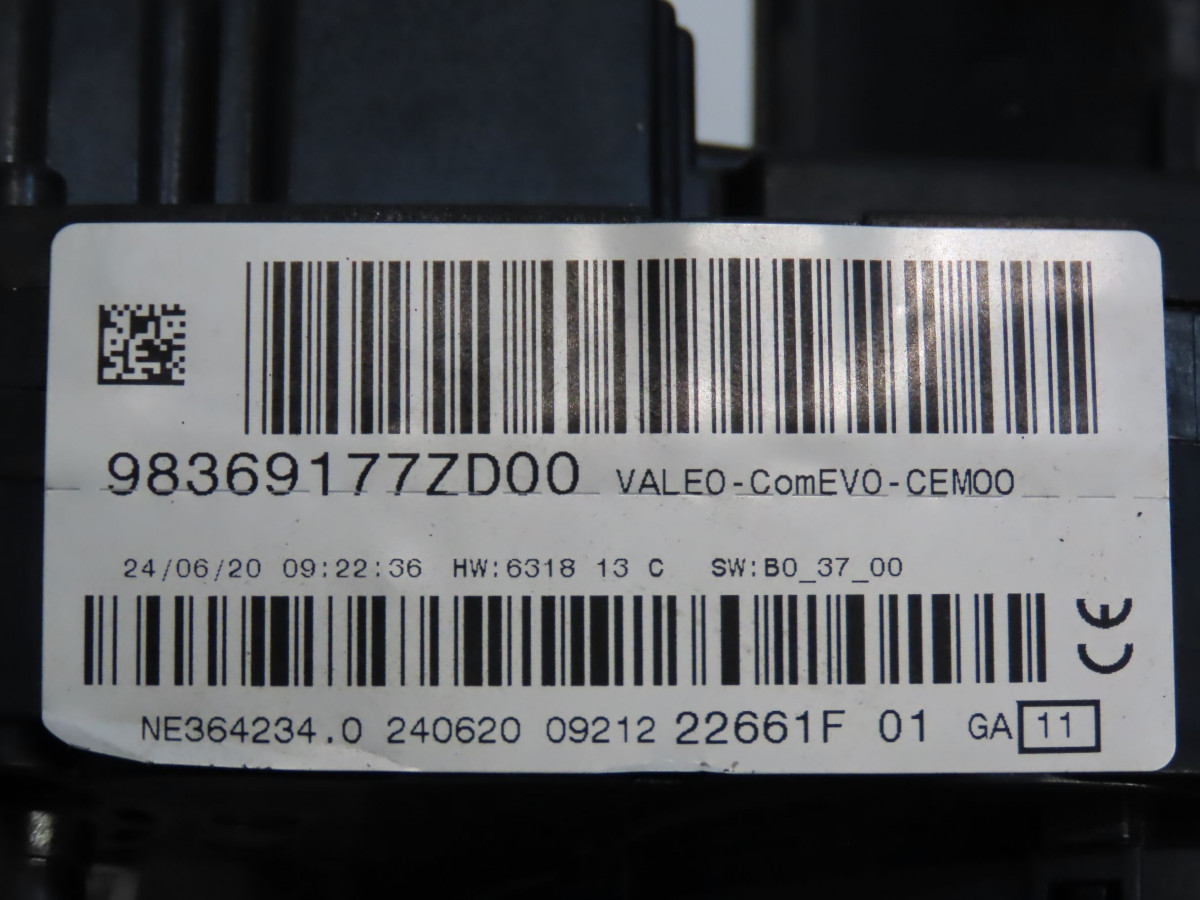 98369177ZD00 VALEO-ComEVO-CEM00
24/06/20 09:22:36 HW:6318 13 C SW:B0_37_00
CE
NE364234.0 240620 09212 22661F 01 GA 11